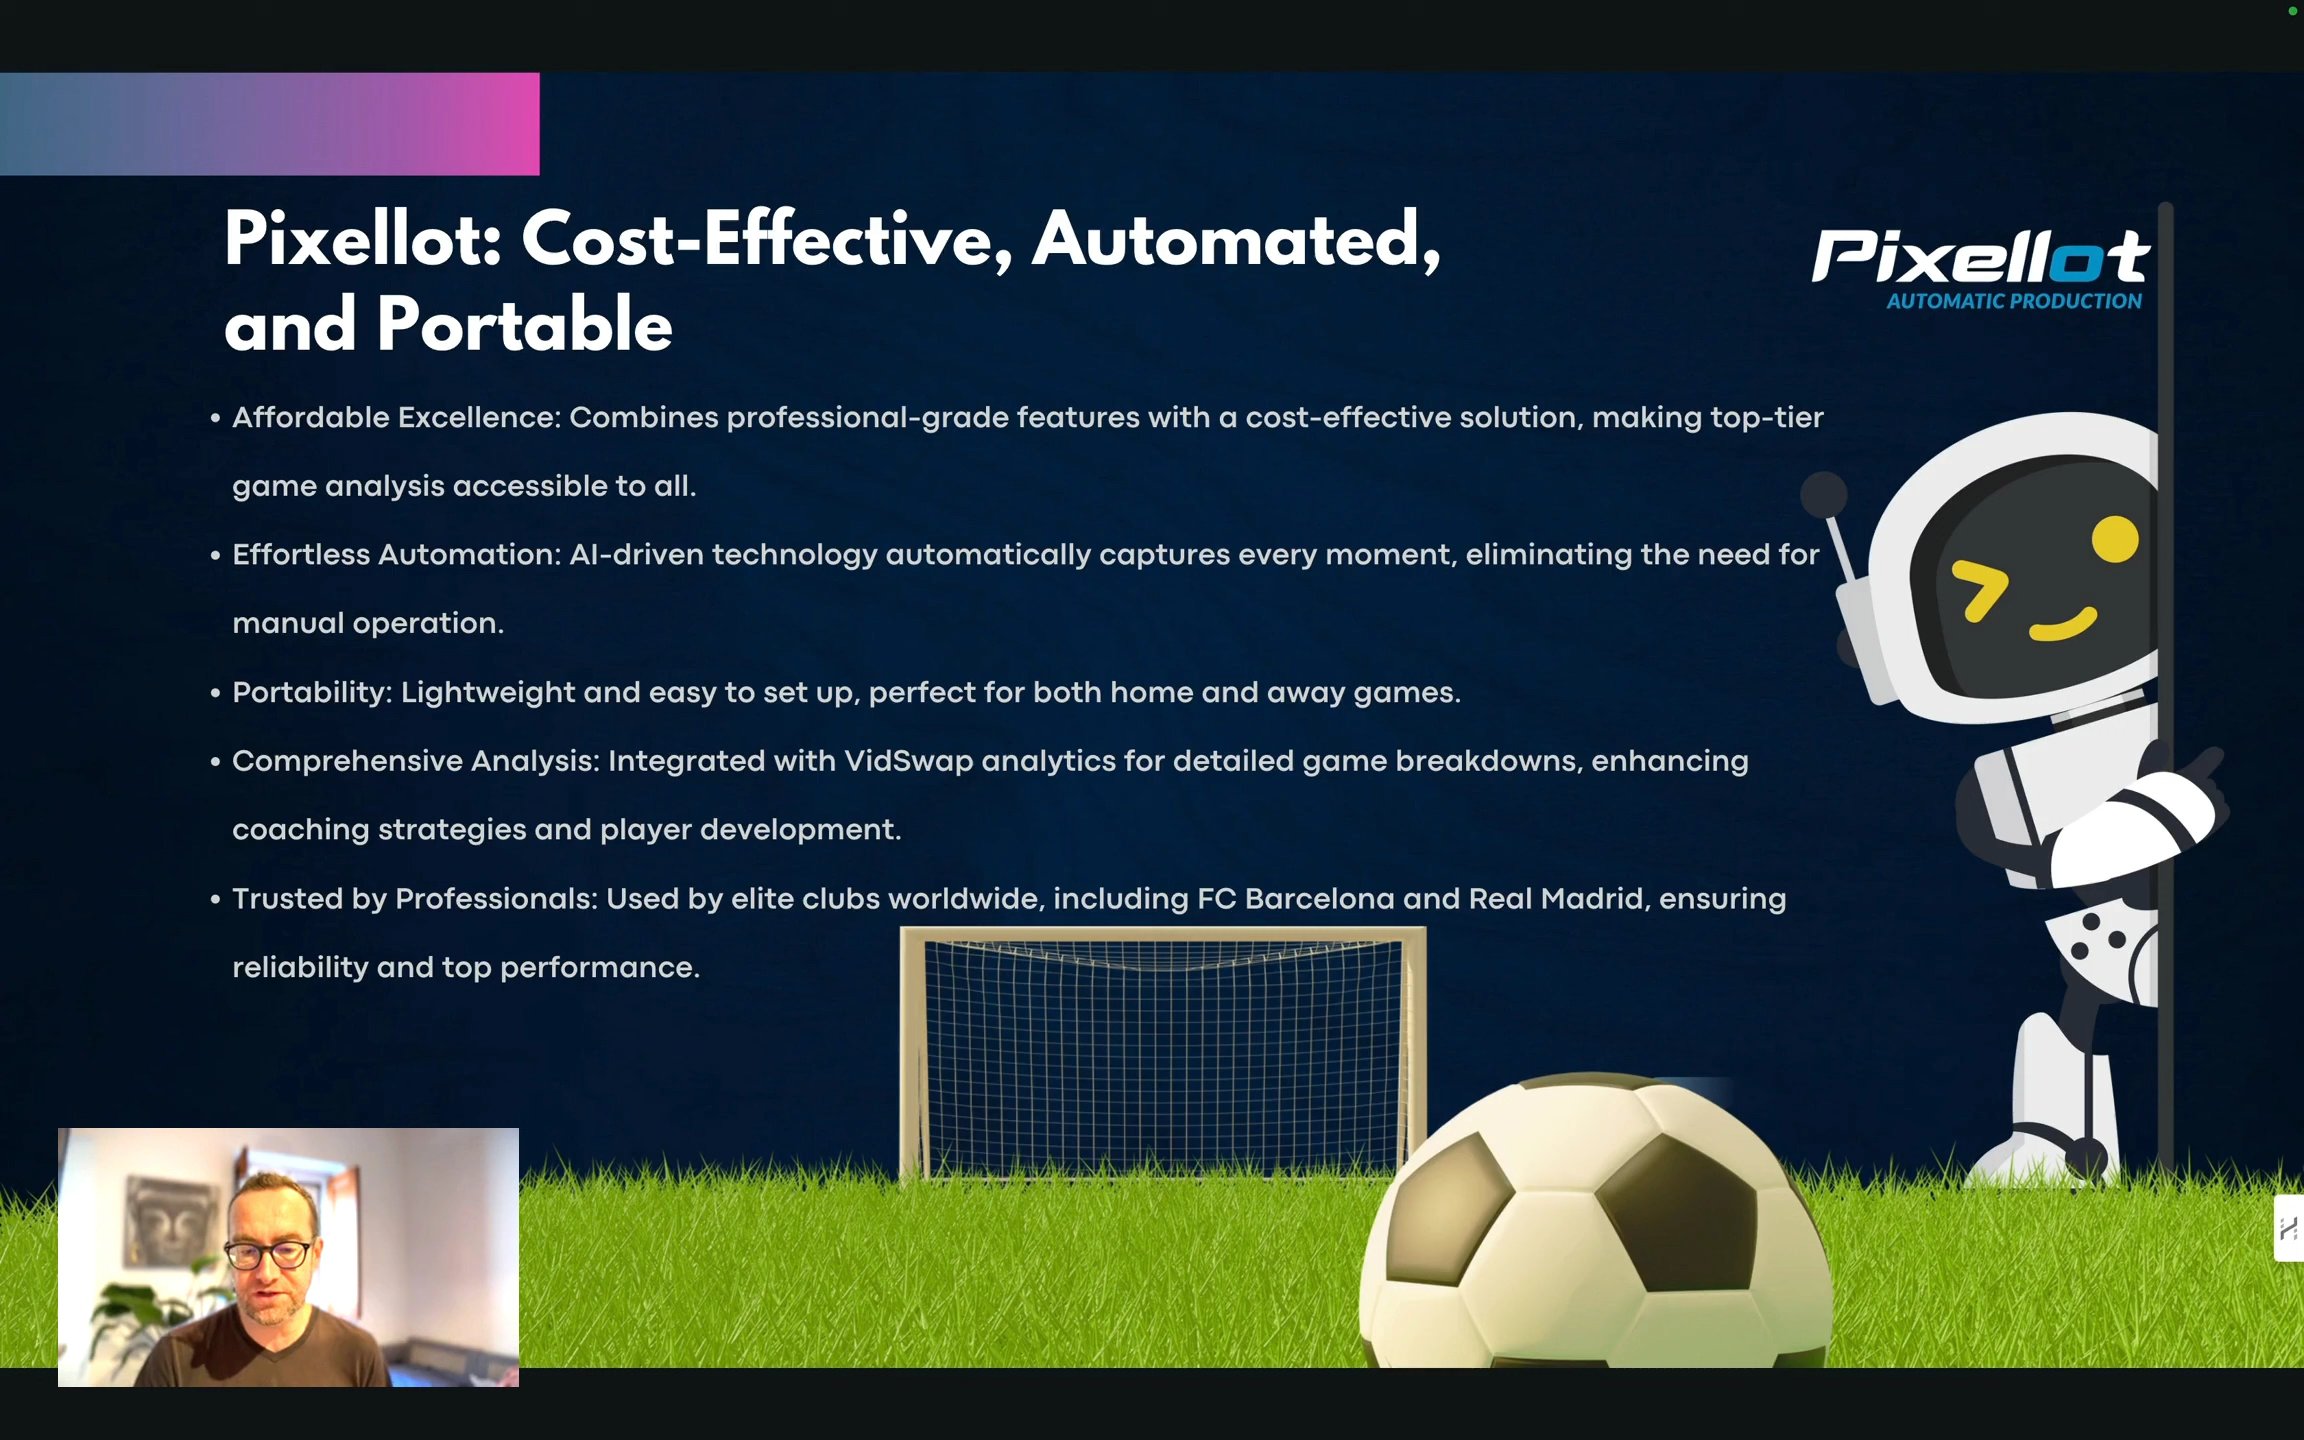 Pixellot: Cost-Effective, Automated,
and Portable
Pixellot
AUTOMATIC PRODUCTION
• Affordable Excellence: Combines professional-grade features with a cost-effective solution, making top-tier
game analysis accessible to all.
• Effortless Automation: AI-driven technology automatically captures every moment, eliminating the need for
manual operation.
• Portability: Lightweight and easy to set up, perfect for both home and away games.
• Comprehensive Analysis: Integrated with VidSwap analytics for detailed game breakdowns, enhancing
coaching strategies and player development.
• Trusted by Professionals: Used by elite clubs worldwide, including FC Barcelona and Real Madrid, ensuring
reliability and top performance.